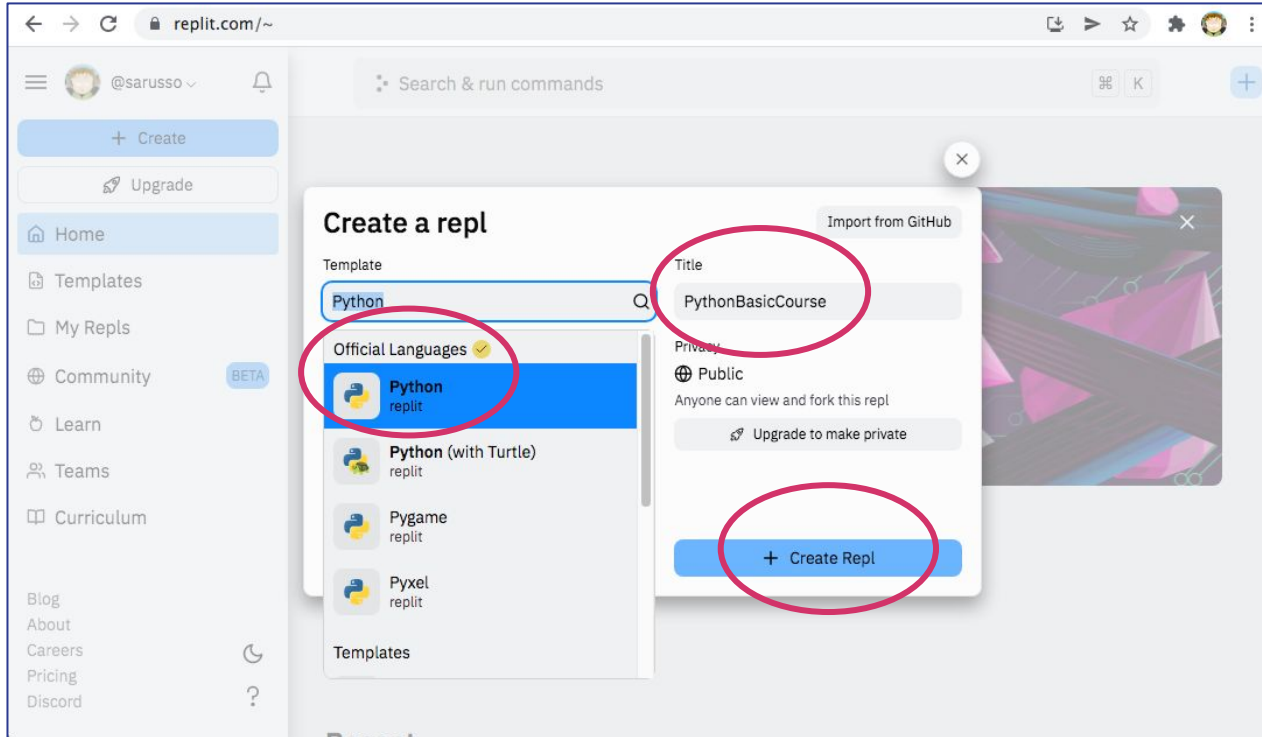 replit.com/~
@sarusso
Search & run commands
⌘ K
+ Create
Upgrade
Home
Templates
My Repls
Community BETA
Learn
Teams
Curriculum
Blog
About
Careers
Pricing
Discord
Create a repl
Import from GitHub
Template
Python
Official Languages
Python
replit
Python (with Turtle)
replit
Pygame
replit
Pyxel
replit
Templates
Title
PythonBasicCourse
Privacy
Public
Anyone can view and fork this repl
Upgrade to make private
+ Create Repl